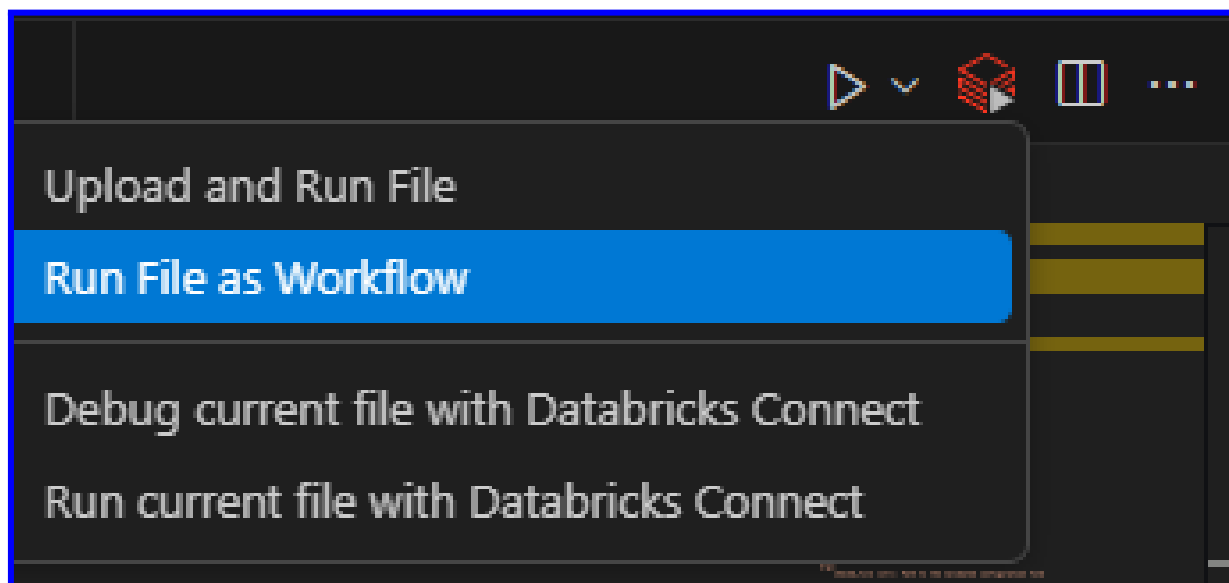 Upload and Run File
Run File as Workflow
Debug current file with Databricks Connect
Run current file with Databricks Connect